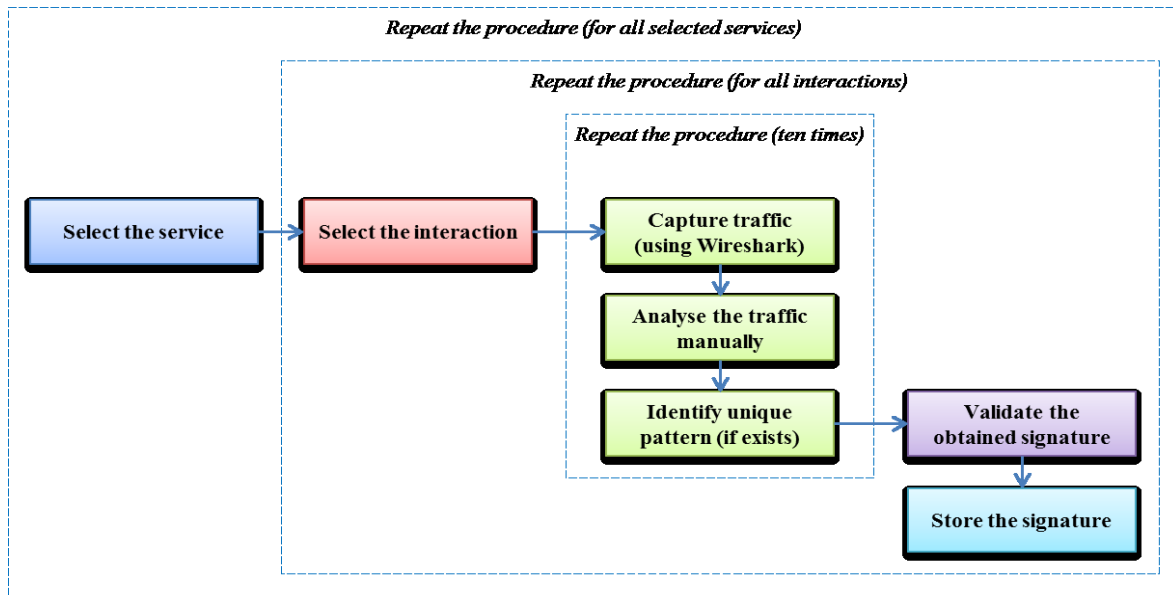 Repeat the procedure (for all selected services)
Repeat the procedure (for all interactions)
Repeat the procedure (ten times)
Select the service
Select the interaction
Capture traffic
(using Wireshark)
Analyse the traffic
manually
Identify unique
pattern (if exists)
Validate the
obtained signature
Store the signature